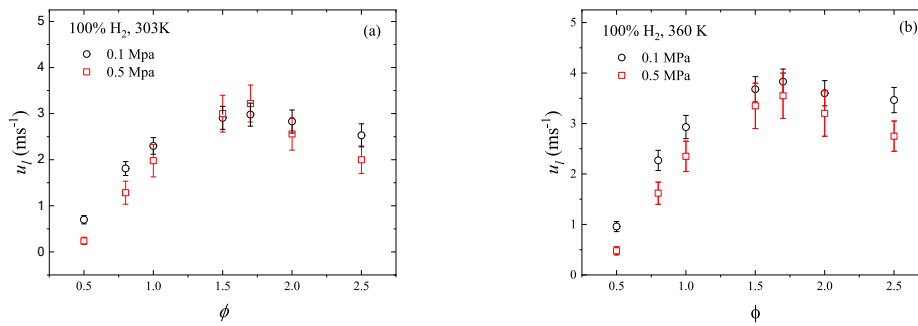 100% H₂, 303K
(a)
0.1 Mpa
0.5 Mpa
5
4
3
2
1
0
u_l (ms⁻¹)
0.5 1.0 1.5 2.0 2.5
ϕ
100% H₂, 360 K
(b)
0.1 MPa
0.5 MPa
5
4
3
2
1
0
u_l (ms⁻¹)
0.5 1.0 1.5 2.0 2.5
ϕ